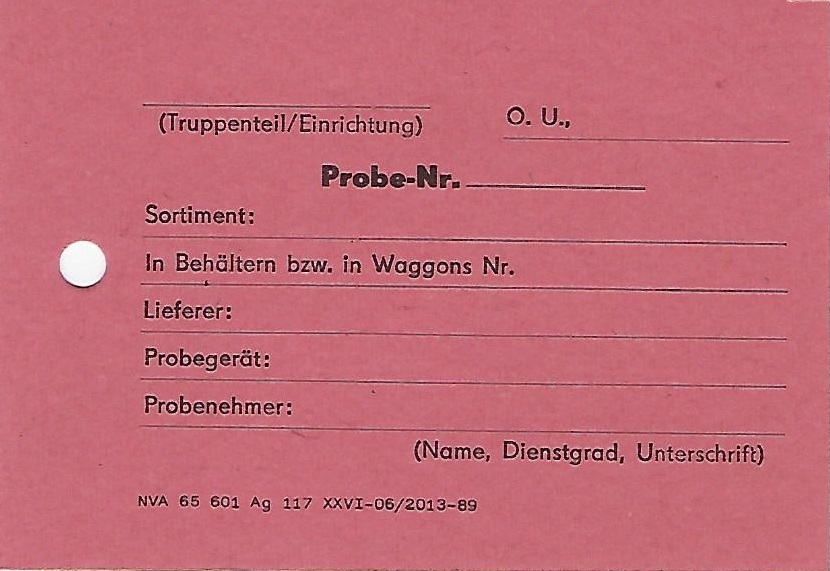 (Truppenteil/Einrichtung)
O. U.,
Probe-Nr.
Sortiment:
In Behältern bzw. in Waggons Nr.
Lieferer:
Probegerät:
Probenehmer:
(Name, Dienstgrad, Unterschrift)
NVA 65 601 Ag 117 XXVI-06/2013-89